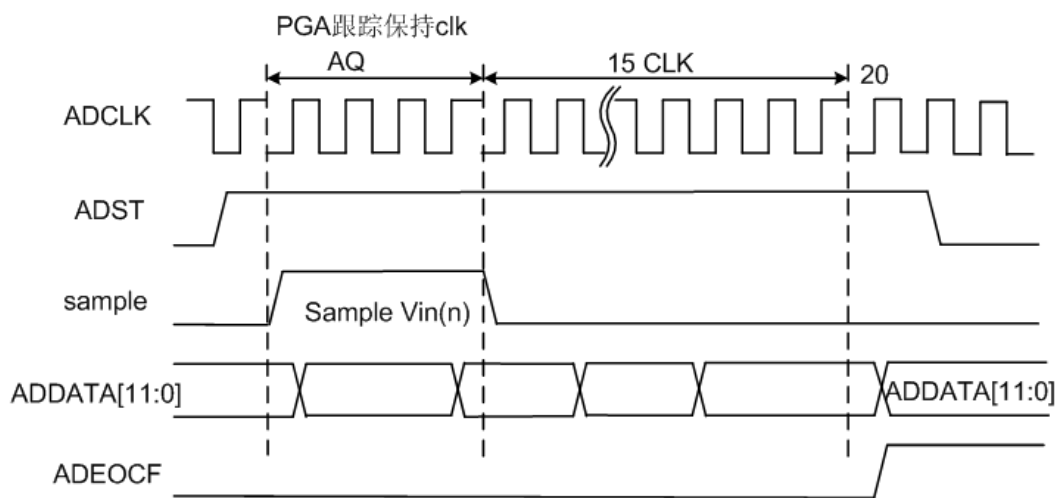 PGA跟踪保持clk
AQ
15 CLK
20
ADCLK
ADST
sample
Sample Vin(n)
ADDATA[11:0]
ADDATA[11:0]
ADEOCF